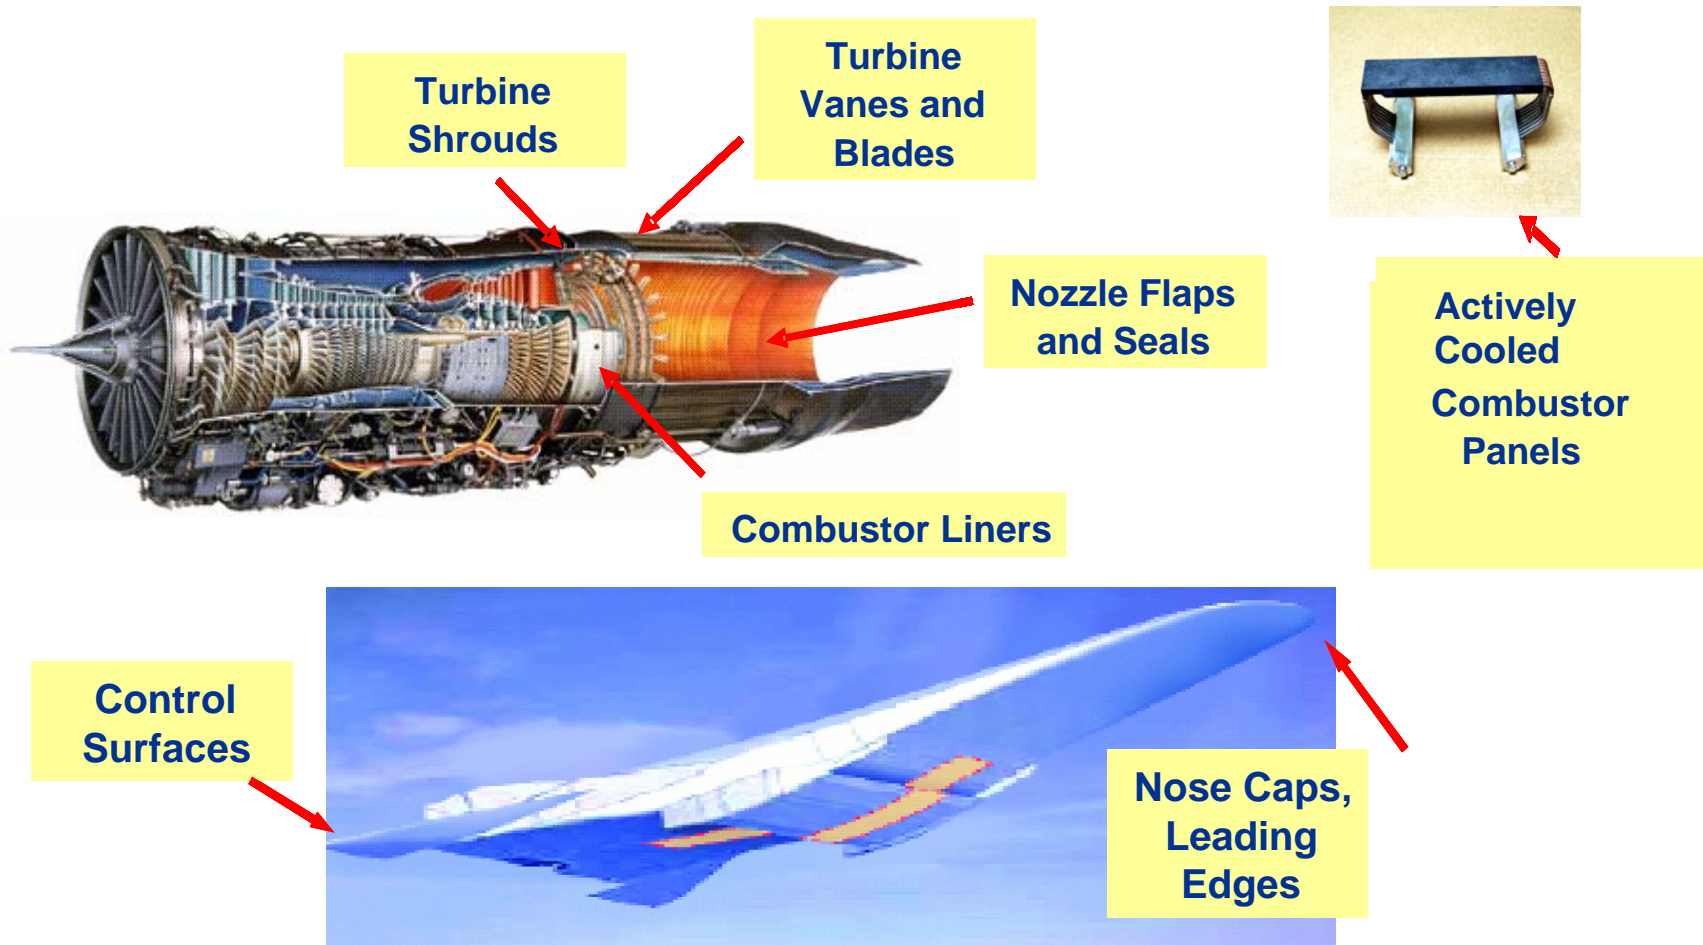 Turbine
Shrouds
Turbine
Vanes and
Blades
Nozzle Flaps
and Seals
Actively
Cooled
Combustor
Panels
Combustor Liners
Control
Surfaces
Nose Caps,
Leading
Edges